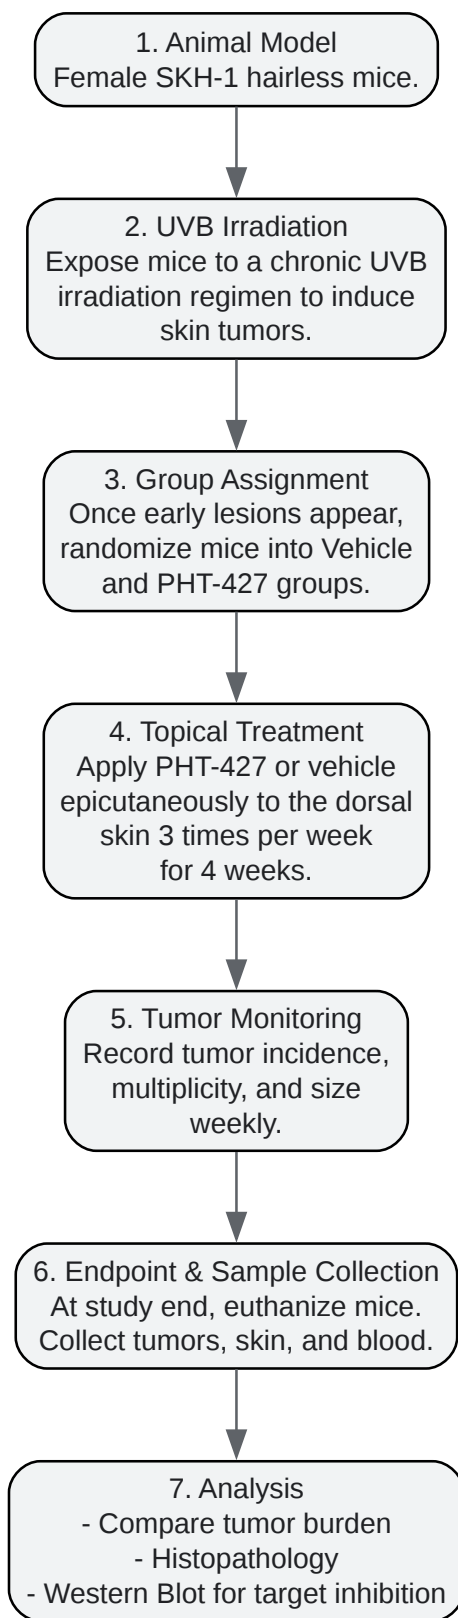 1. Animal Model
Female SKH-1 hairless mice.
2. UVB Irradiation
Expose mice to a chronic UVB
irradiation regimen to induce
skin tumors.
3. Group Assignment
Once early lesions appear,
randomize mice into Vehicle
and PHT-427 groups.
4. Topical Treatment
Apply PHT-427 or vehicle
epicutaneously to the dorsal
skin 3 times per week
for 4 weeks.
5. Tumor Monitoring
Record tumor incidence,
multiplicity, and size
weekly.
6. Endpoint & Sample Collection
At study end, euthanize mice.
Collect tumors, skin, and blood.
7. Analysis
- Compare tumor burden
- Histopathology
- Western Blot for target inhibition